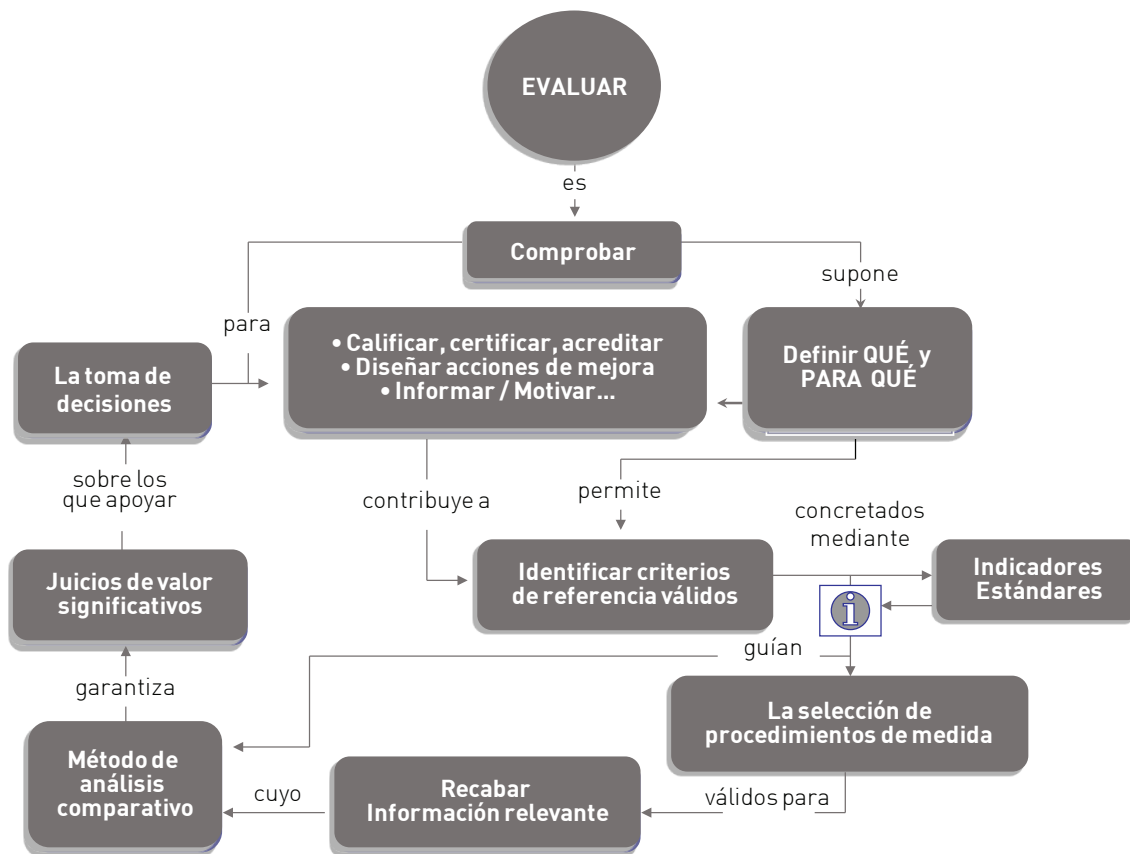 EVALUAR
es
Comprobar
supone
para
• Calificar, certificar, acreditar
• Diseñar acciones de mejora
• Informar / Motivar...
Definir QUÉ y
PARA QUÉ
La toma de
decisiones
sobre los
que apoyar
contribuye a
permite
concretados
mediante
Juicios de valor
significativos
Identificar criterios
de referencia válidos
Indicadores
Estándares
i
guían
garantiza
La selección de
procedimientos de medida
Método de
análisis
comparativo
cuyo
Recabar
Información relevante
válidos para